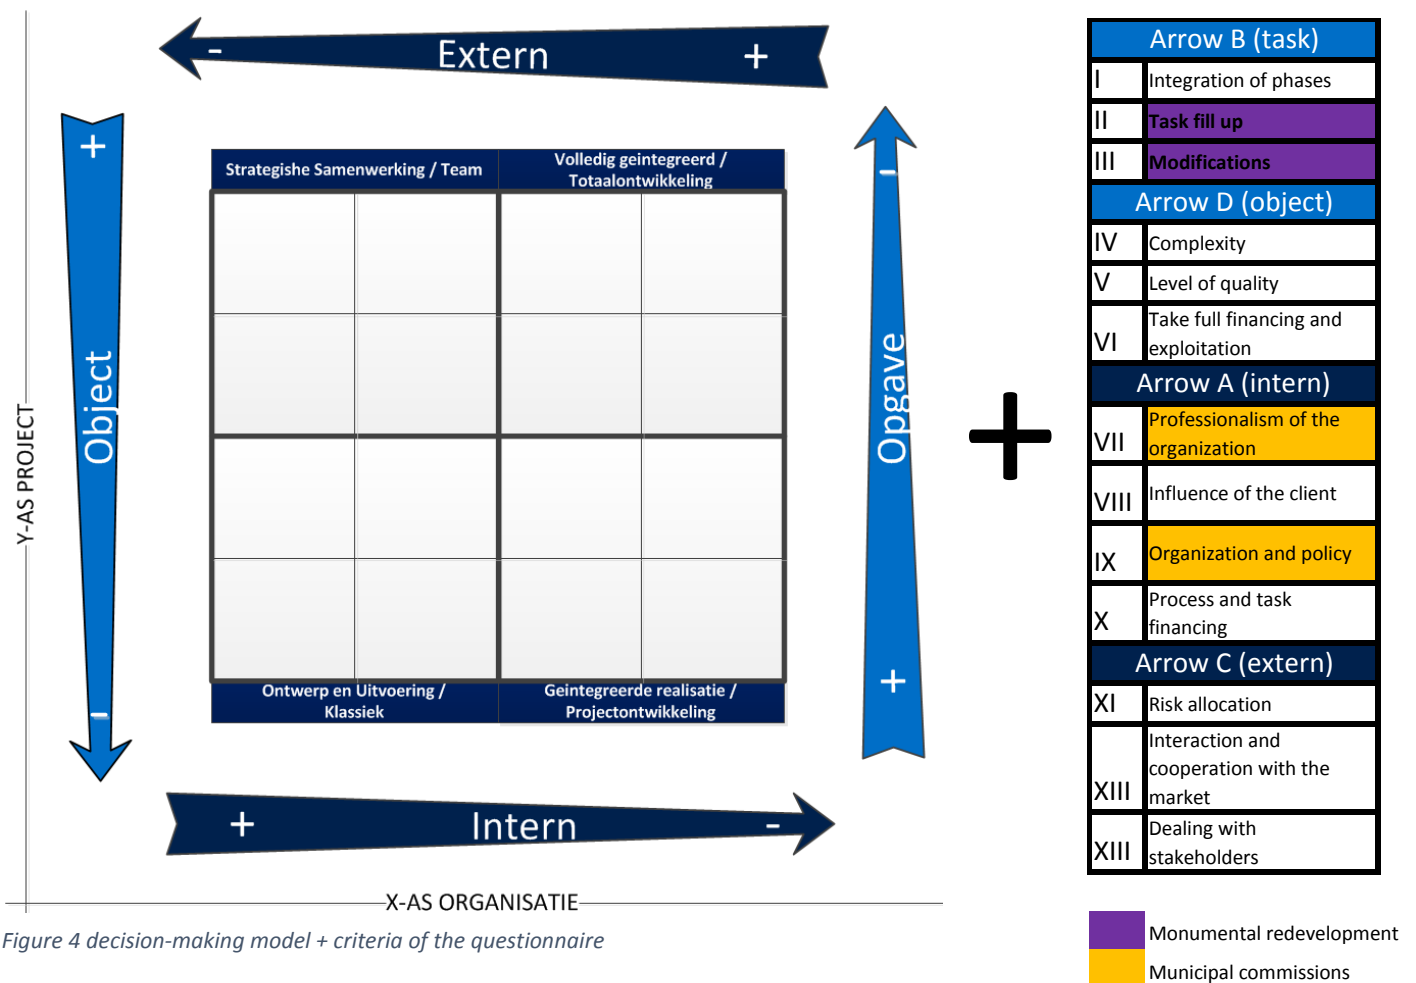 Extern
-
+
+
Object
-
Strategishe Samenwerking / Team
Volledig geintegreerd /
Totaalontwikkeling
Ontwerp en Uitvoering /
Klassiek
Geintegreerde realisatie /
Projectontwikkeling
-
Opgave
+
+
Intern
-
Y-AS PROJECT
X-AS ORGANISATIE
+
Arrow B (task)
I Integration of phases
II Task fill up
III Modifications
Arrow D (object)
IV Complexity
V Level of quality
VI Take full financing and
exploitation
Arrow A (intern)
VII Professionalism of the
organization
VIII Influence of the client
IX Organization and policy
X Process and task
financing
Arrow C (extern)
XI Risk allocation
XIII Interaction and
cooperation with the
market
XIII Dealing with
stakeholders
Monumental redevelopment
Municipal commissions
Figure 4 decision-making model + criteria of the questionnaire